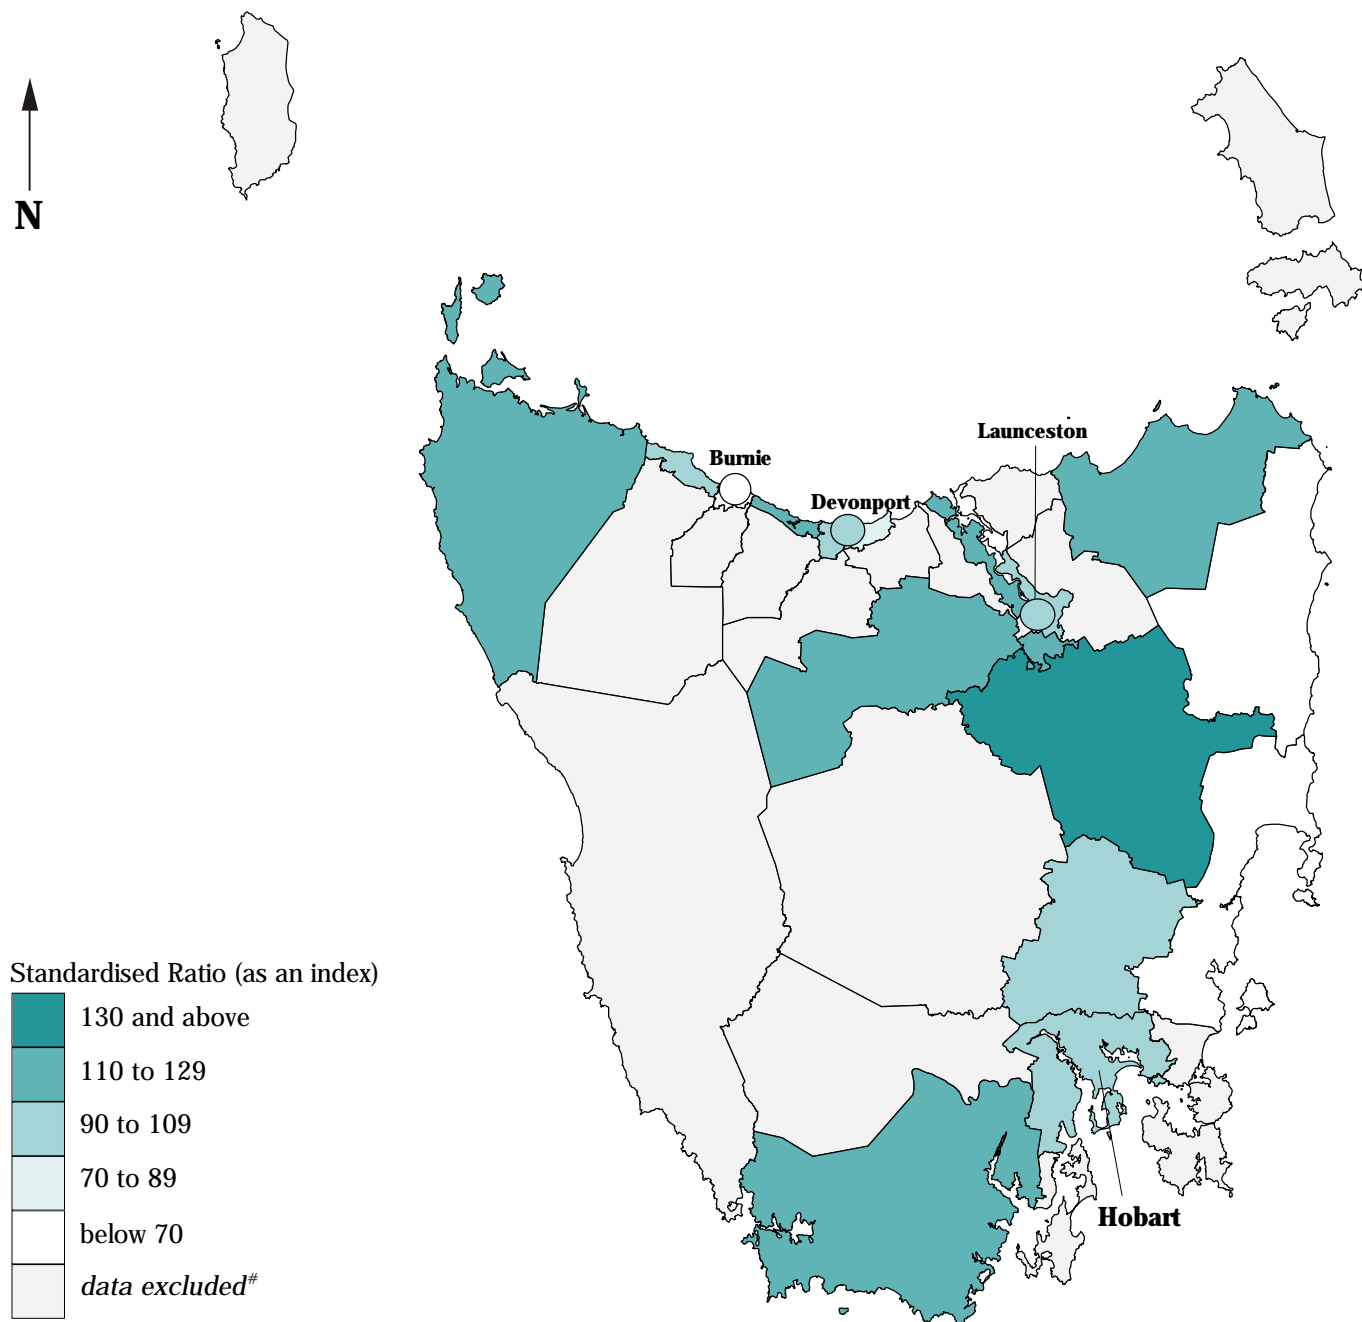 N
Launceston
Burnie
Devonport
Standardised Ratio (as an index)
130 and above
110 to 129
90 to 109
70 to 89
below 70
data excluded#
Hobart